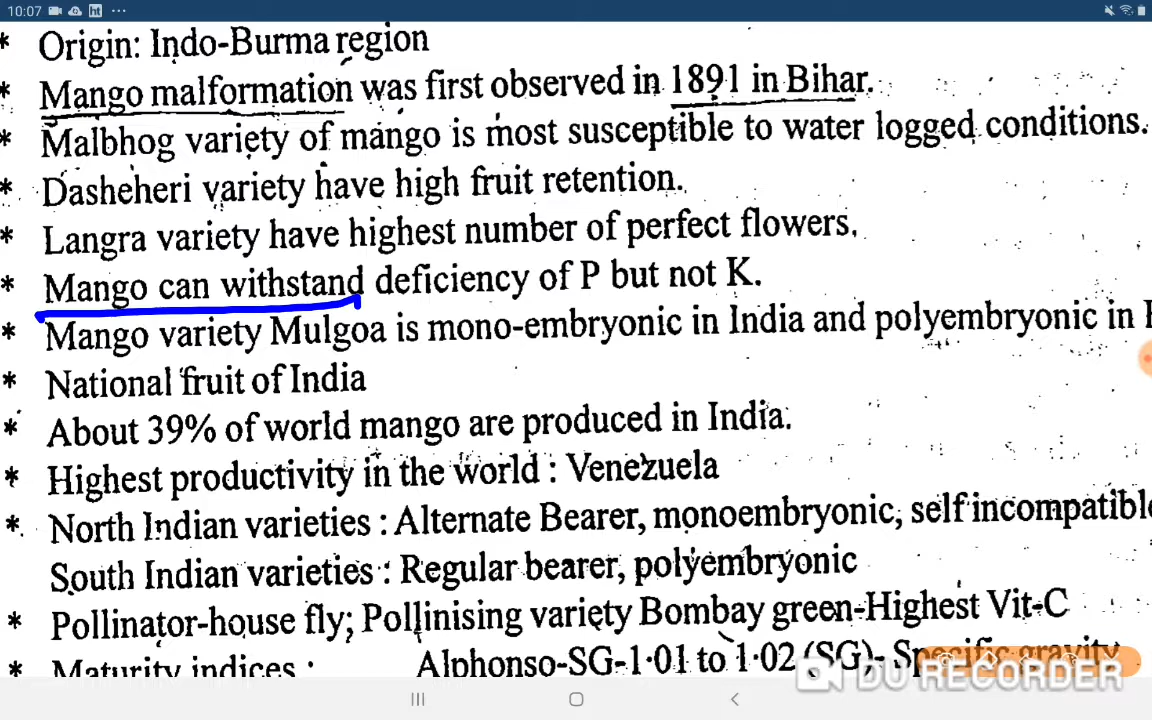 10:07 ht ...
* Origin: Indo-Burma region
* Mango malformation was first observed in 1891 in Bihar.
* Malbhog variety of mango is most susceptible to water logged conditions.
* Dasheheri variety have high fruit retention.
* Langra variety have highest number of perfect flowers.
* Mango can withstand deficiency of P but not K.
* Mango variety Mulgoa is mono-embryonic in India and polyembryonic in
* National fruit of India
* About 39% of world mango are produced in India.
* Highest productivity in the world : Venezuela
* North Indian varieties : Alternate Bearer, monoembryonic, self incompatible
South Indian varieties : Regular bearer, polyembryonic
* Pollinator-house fly; Pollinising variety Bombay green-Highest Vit-C
* Maturity indices : Alphonso-SG-1·01 to 1·02 (SG)- Specific gravity
DU RECORDER